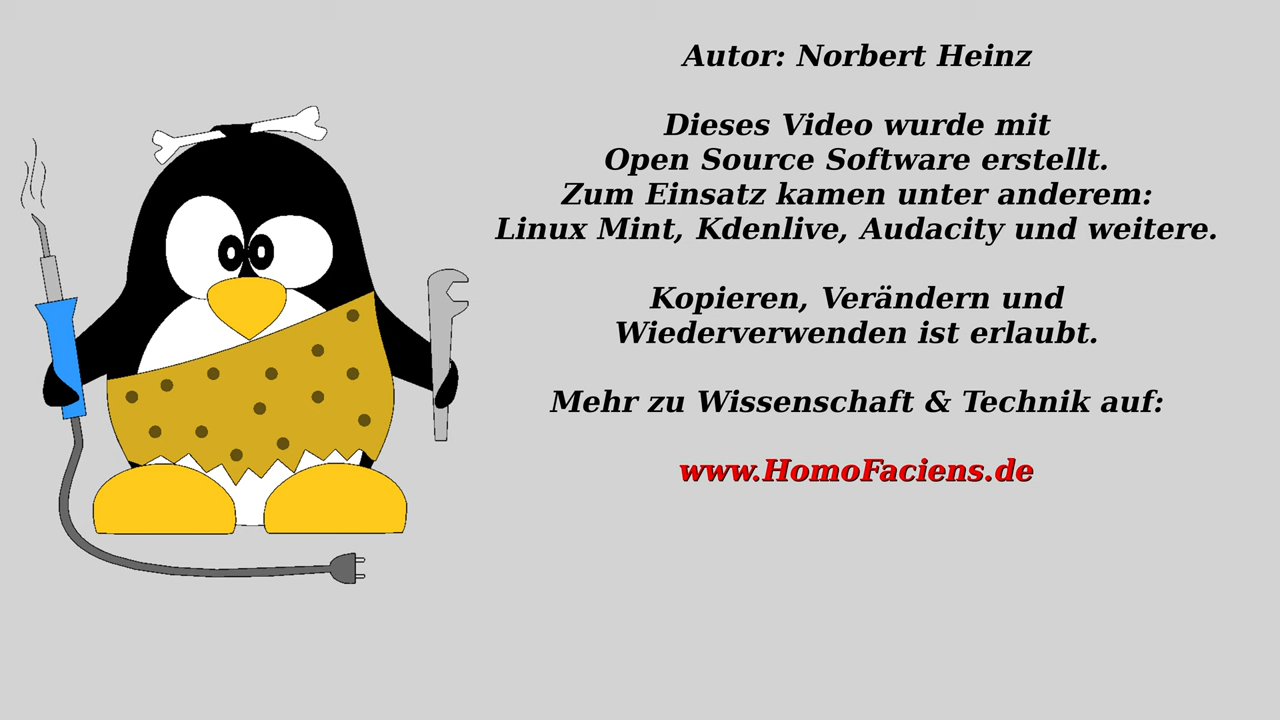 Autor: Norbert Heinz
Dieses Video wurde mit
Open Source Software erstellt.
Zum Einsatz kamen unter anderem:
Linux Mint, Kdenlive, Audacity und weitere.
Kopieren, Verändern und
Wiederverwenden ist erlaubt.
Mehr zu Wissenschaft & Technik auf:
www.HomoFaciens.de